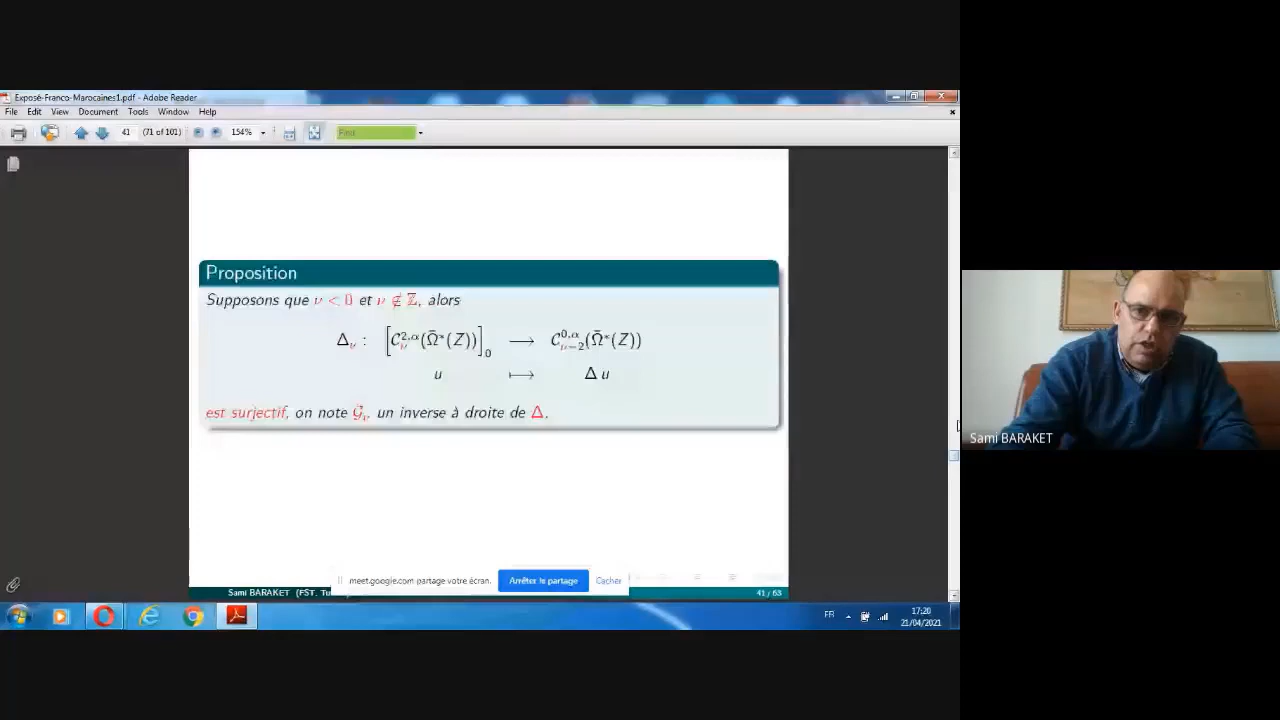 Exposé-Franco-Marocaines1.pdf - Adobe Reader
File Edit View Document Tools Window Help
41 (71 of 101) 154% Find
Proposition
Supposons que ν < 0 et ν ∉ ℤ, alors
Δ_ν : [C_ν^{2,α}(Ω̄*(Z))]_0 ⟶ C_{ν−2}^{0,α}(Ω̄*(Z))
u ⟼ Δ u
est surjectif, on note G̃_ν un inverse à droite de Δ.
Sami BARAKET
meet.google.com partage votre écran. Arrêter le partage Cacher
Sami BARAKET (FST. 41 / 63
FR 17:20
21/04/2021